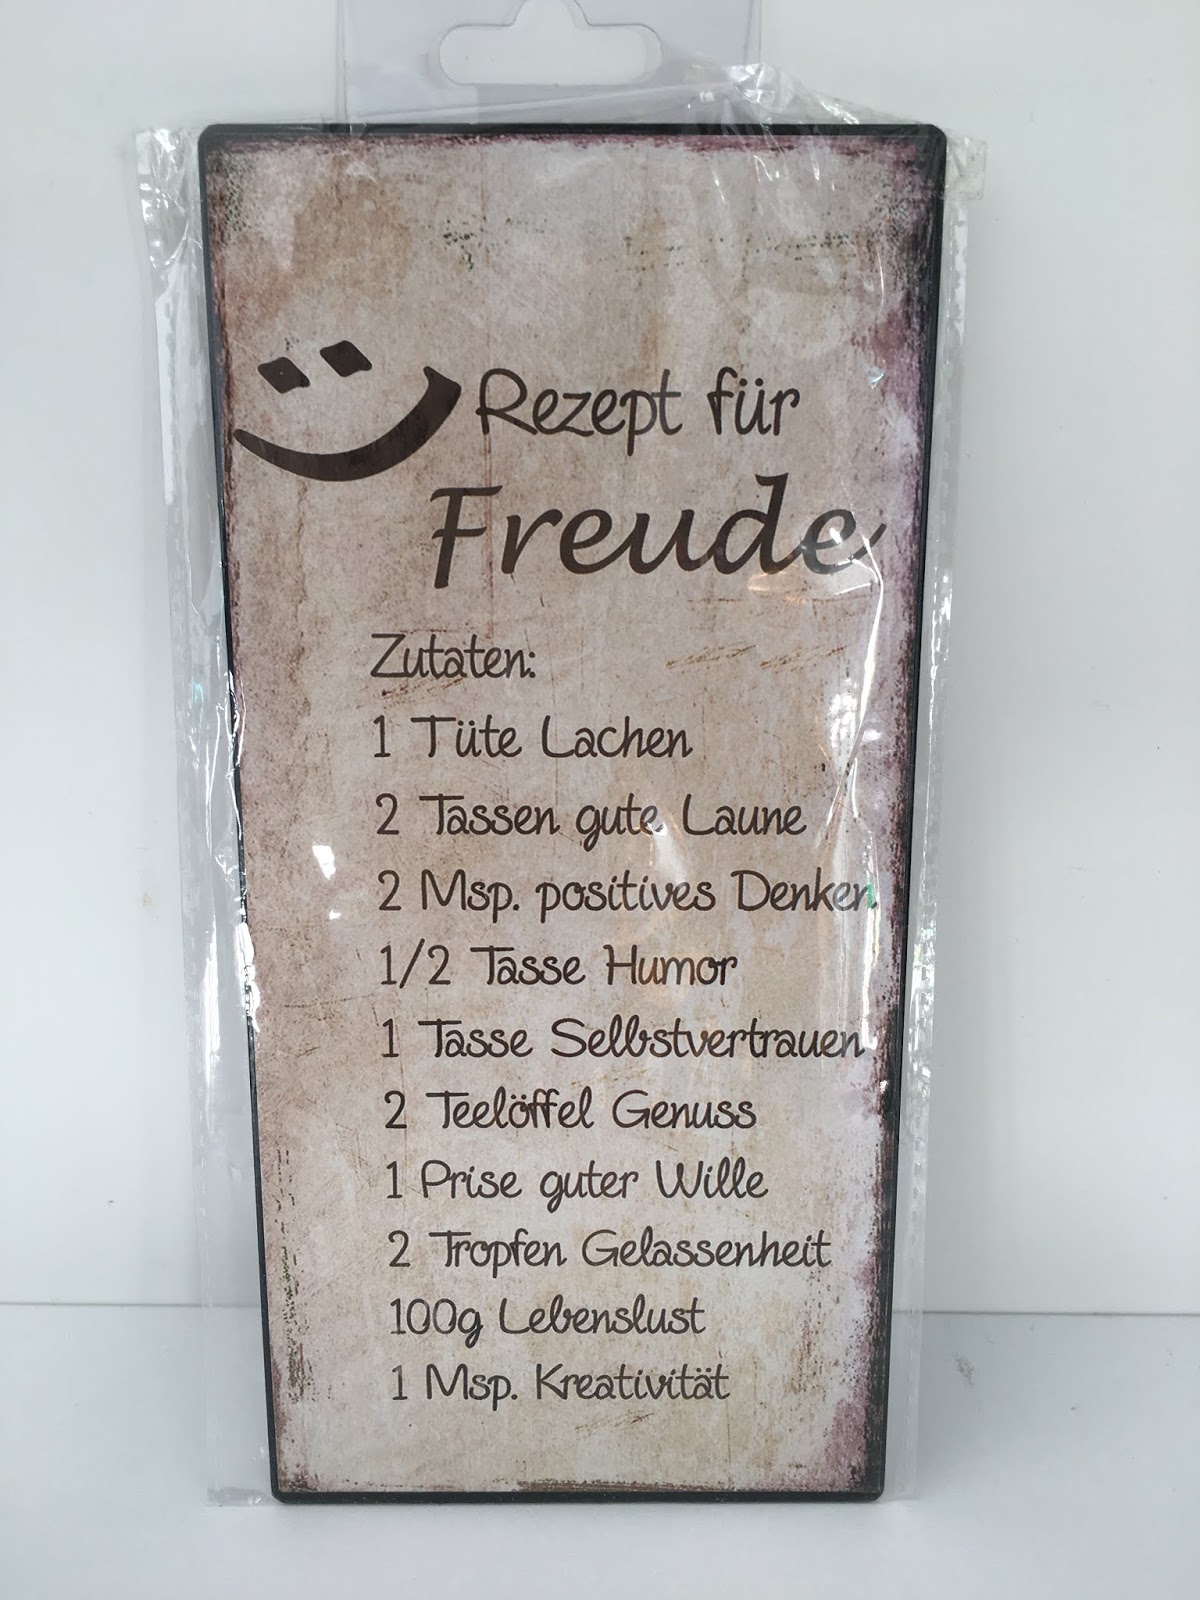 Rezept für
Freude
Zutaten:
1 Tüte Lachen
2 Tassen gute Laune
2 Msp. positives Denken
1/2 Tasse Humor
1 Tasse Selbstvertrauen
2 Teelöffel Genuss
1 Prise guter Wille
2 Tropfen Gelassenheit
100g Lebenslust
1 Msp. Kreativität